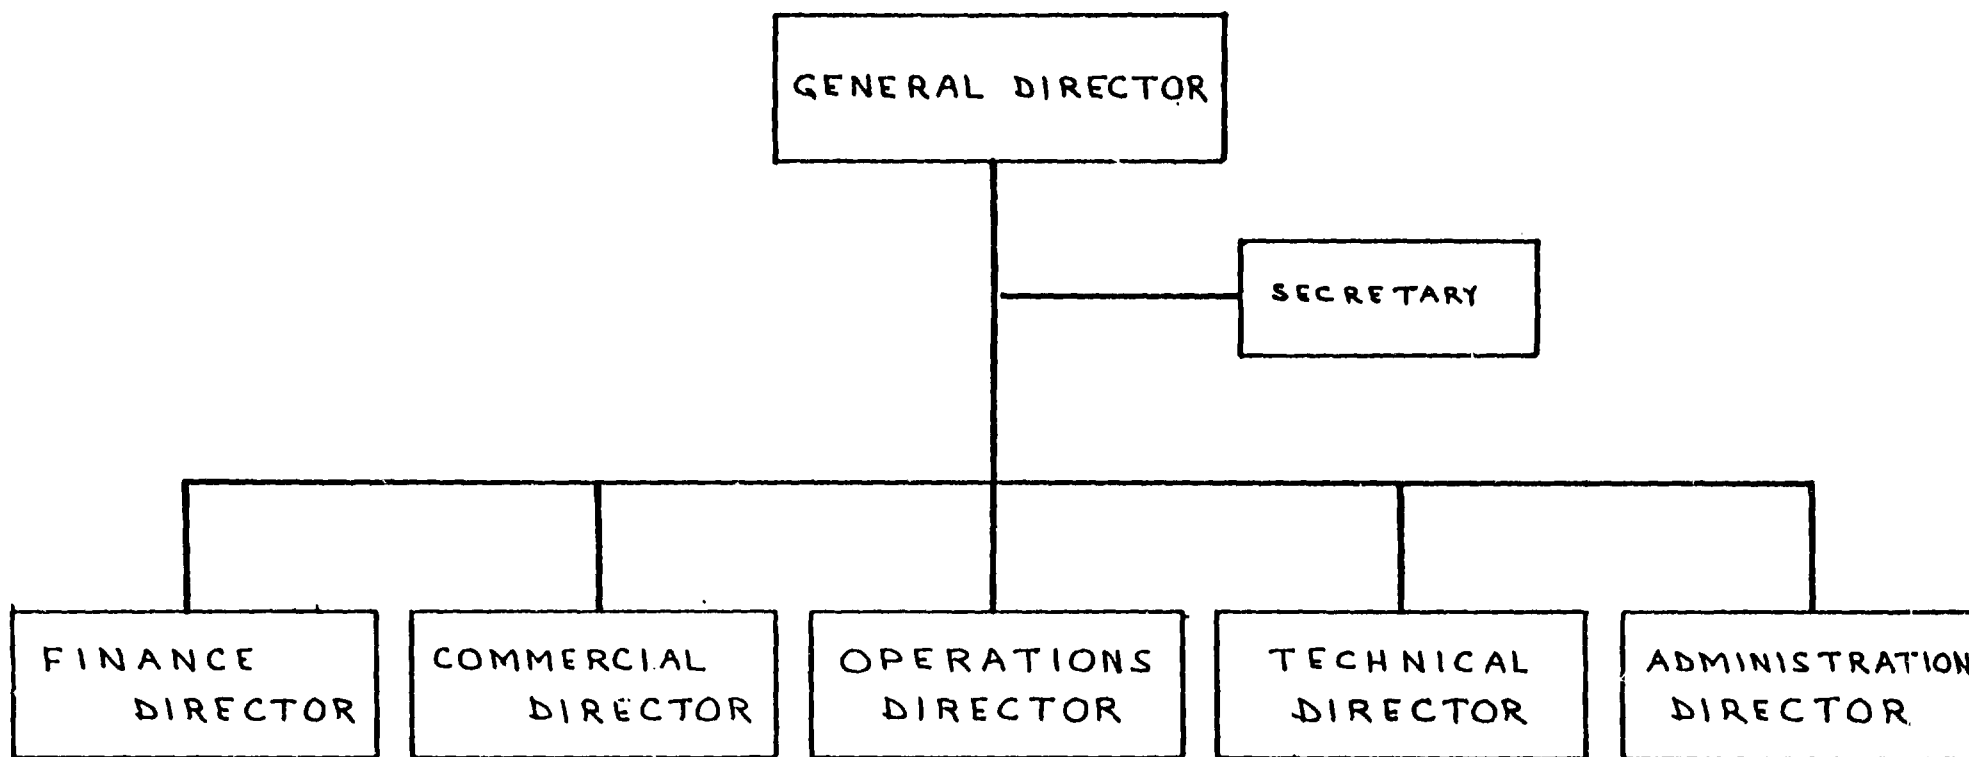 GENERAL DIRECTOR
SECRETARY
FINANCE
DIRECTOR
COMMERCIAL
DIRECTOR
OPERATIONS
DIRECTOR
TECHNICAL
DIRECTOR
ADMINISTRATION
DIRECTOR